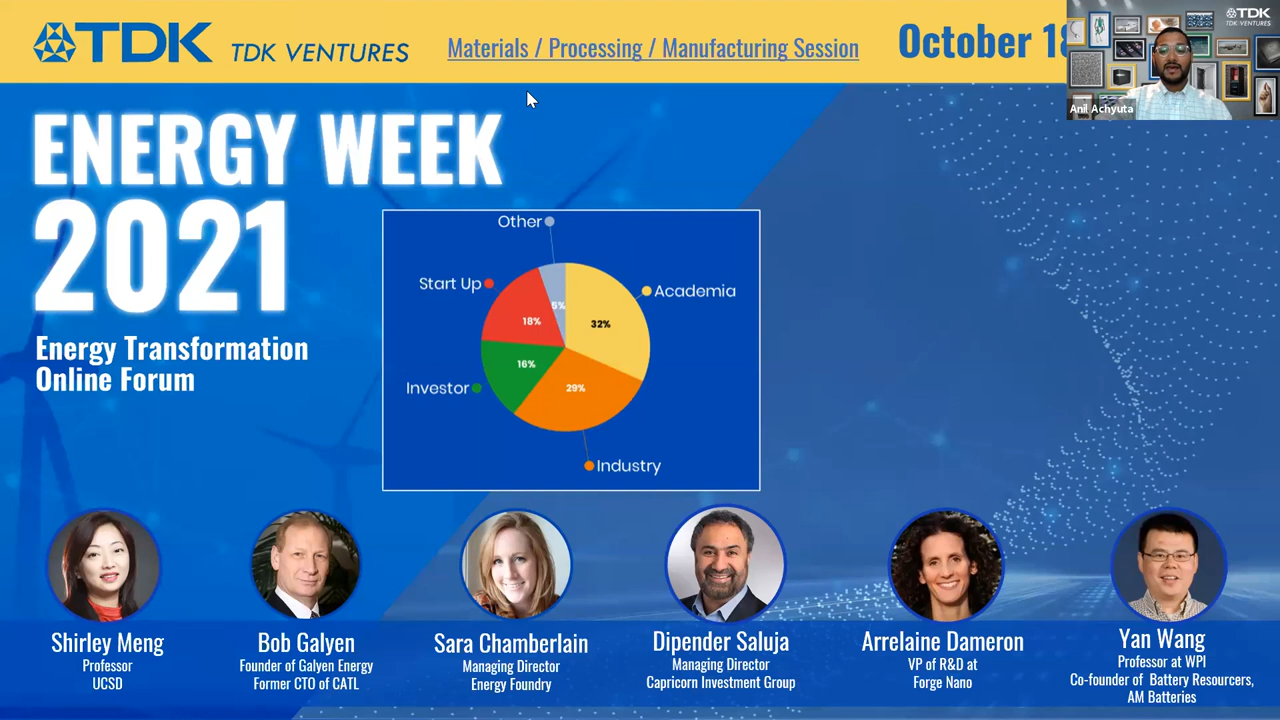 TDK
TDK VENTURES
Materials / Processing / Manufacturing Session
October 18
TDK
TDK VENTURES
Anil Achyuta
ENERGY WEEK
2021
Energy Transformation
Online Forum
Other
Start Up
Academia
5%
18%
32%
16%
Investor
29%
Industry
Shirley Meng
Professor
UCSD
Bob Galyen
Founder of Galyen Energy
Former CTO of CATL
Sara Chamberlain
Managing Director
Energy Foundry
Dipender Saluja
Managing Director
Capricorn Investment Group
Arrelaine Dameron
VP of R&D at
Forge Nano
Yan Wang
Professor at WPI
Co-founder of Battery Resourcers,
AM Batteries